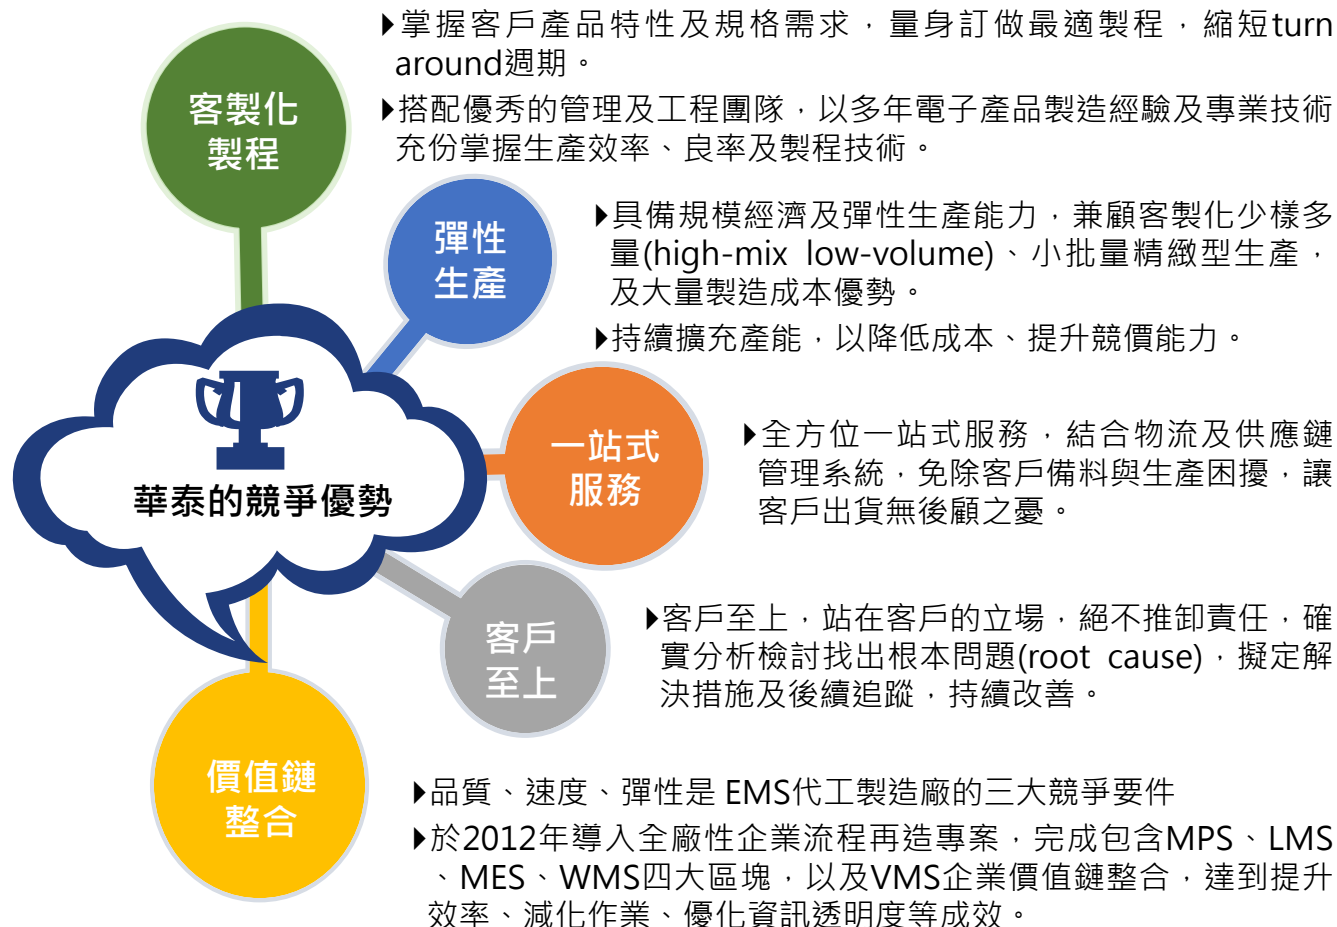 ▶掌握客戶產品特性及規格需求，量身訂做最適製程，縮短turn
around週期。
▶搭配優秀的管理及工程團隊，以多年電子產品製造經驗及專業技術
充份掌握生產效率、良率及製程技術。
客製化
製程
▶具備規模經濟及彈性生產能力，兼顧客製化少樣多
量(high-mix low-volume)、小批量精緻型生產，
及大量製造成本優勢。
▶持續擴充產能，以降低成本、提升競價能力。
彈性
生產
▶全方位一站式服務，結合物流及供應鏈
管理系統，免除客戶備料與生產困擾，讓
客戶出貨無後顧之憂。
一站式
服務
華泰的競爭優勢
▶客戶至上，站在客戶的立場，絕不推卸責任，確
實分析檢討找出根本問題(root cause)，擬定解
決措施及後續追蹤，持續改善。
客戶
至上
價值鏈
整合
▶品質、速度、彈性是 EMS代工製造廠的三大競爭要件
▶於2012年導入全廠性企業流程再造專案，完成包含MPS、LMS
、MES、WMS四大區塊，以及VMS企業價值鏈整合，達到提升
效率、減化作業、優化資訊透明度等成效。